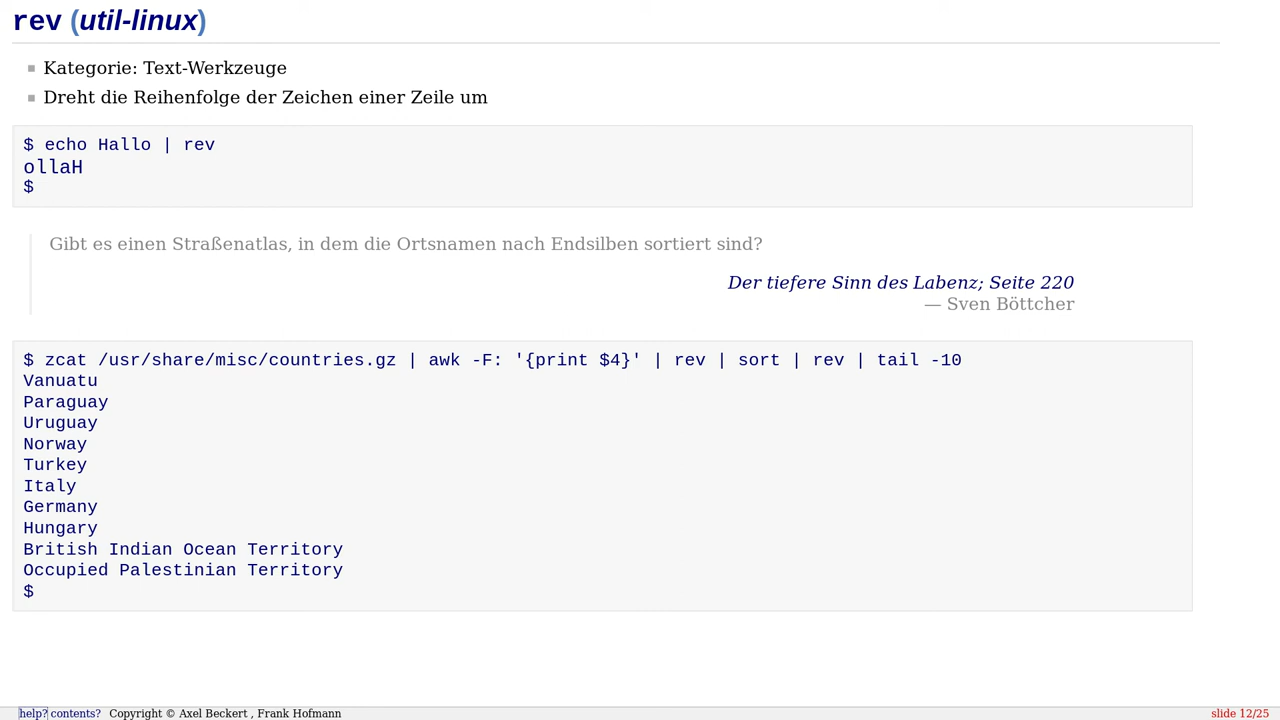 rev (util-linux)
Kategorie: Text-Werkzeuge
Dreht die Reihenfolge der Zeichen einer Zeile um
$ echo Hallo | rev
ollaH
$
Gibt es einen Straßenatlas, in dem die Ortsnamen nach Endsilben sortiert sind?
Der tiefere Sinn des Labenz; Seite 220
— Sven Böttcher
$ zcat /usr/share/misc/countries.gz | awk -F: '{print $4}' | rev | sort | rev | tail -10
Vanuatu
Paraguay
Uruguay
Norway
Turkey
Italy
Germany
Hungary
British Indian Ocean Territory
Occupied Palestinian Territory
$
help? contents? Copyright © Axel Beckert , Frank Hofmann slide 12/25